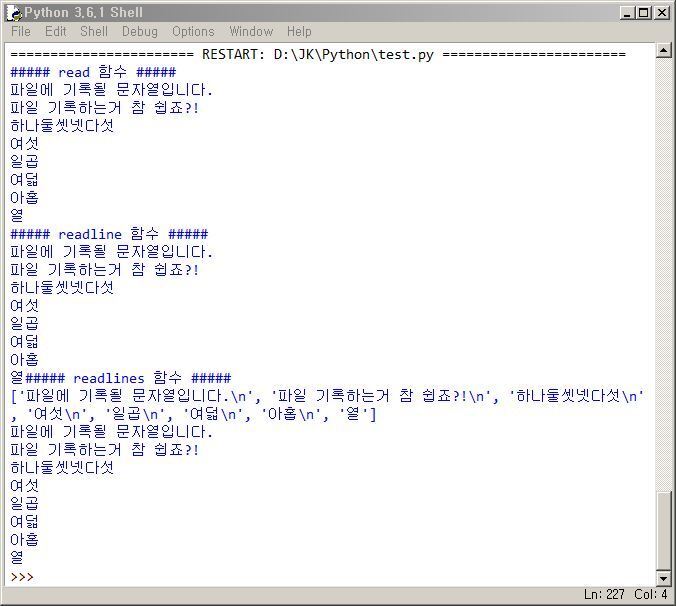 Python 3.6.1 Shell
File Edit Shell Debug Options Window Help
======================= RESTART: D:\JK\Python\test.py =======================
##### read 함수 #####
파일에 기록될 문자열입니다.
파일 기록하는거 참 쉽죠?!
하나둘셋넷다섯
여섯
일곱
여덟
아홉
열
##### readline 함수 #####
파일에 기록될 문자열입니다.
파일 기록하는거 참 쉽죠?!
하나둘셋넷다섯
여섯
일곱
여덟
아홉
열##### readlines 함수 #####
['파일에 기록될 문자열입니다.\n', '파일 기록하는거 참 쉽죠?!\n', '하나둘셋넷다섯\n'
, '여섯\n', '일곱\n', '여덟\n', '아홉\n', '열']
파일에 기록될 문자열입니다.
파일 기록하는거 참 쉽죠?!
하나둘셋넷다섯
여섯
일곱
여덟
아홉
열
>>>
Ln: 227 Col: 4